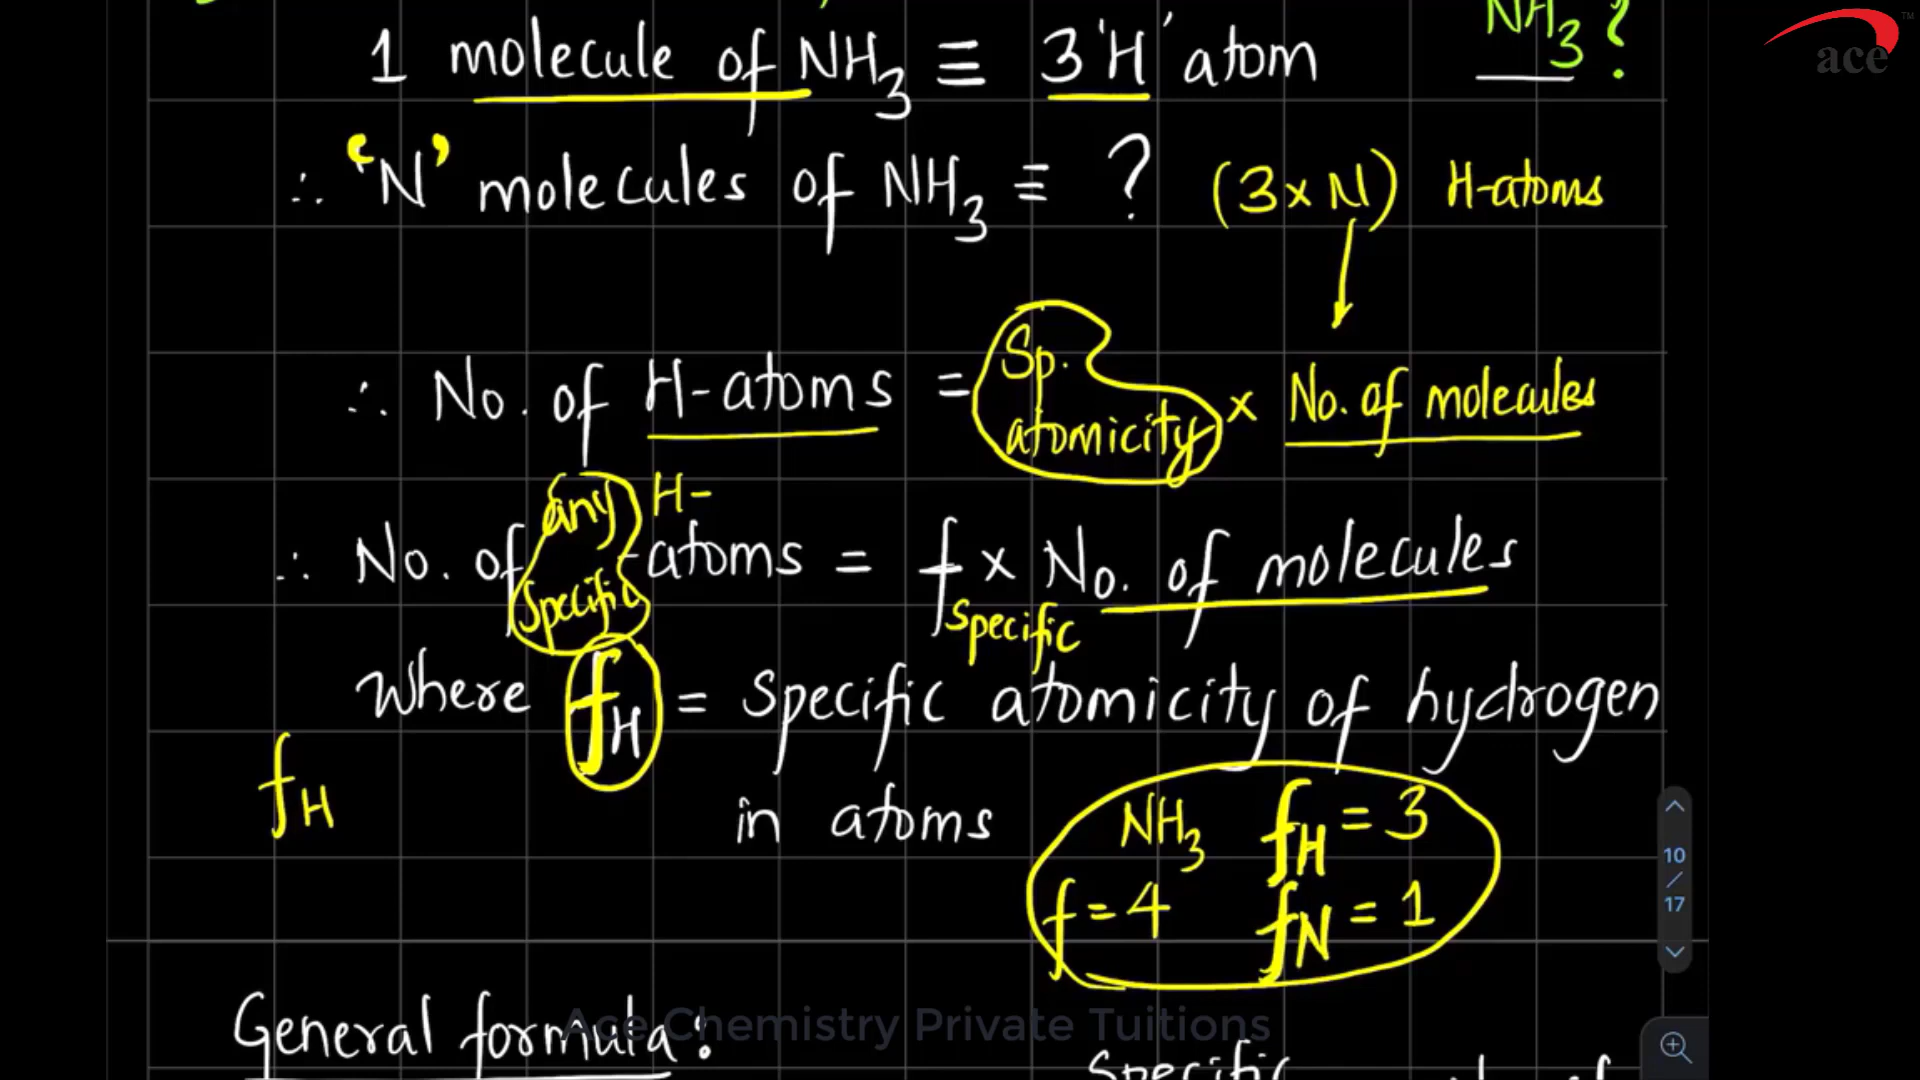 NH3 ?
ace
TM
1 molecule of NH3 ≡ 3 'H' atom
∴ 'N' molecules of NH3 ≡ ? (3 x N) H-atoms
∴ No. of H-atoms = Sp. atomicity x No. of molecules
any H-
∴ No. of specific -atoms = f x No. of molecules
specific
where fH = specific atomicity of hydrogen
fH
in atoms
NH3 fH = 3
f = 4 fN = 1
10
/
17
General formula:
Ace Chemistry Private Tuitions
Specific